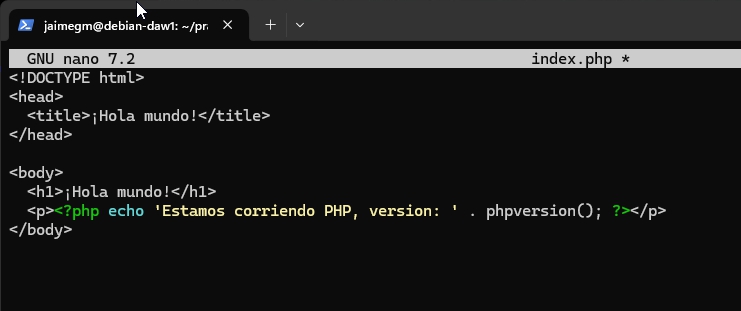 jaimegm@debian-daw1: ~/pra
GNU nano 7.2 index.php *
<!DOCTYPE html>
<head>
  <title>¡Hola mundo!</title>
</head>

<body>
  <h1>¡Hola mundo!</h1>
  <p><?php echo 'Estamos corriendo PHP, version: ' . phpversion(); ?></p>
</body>